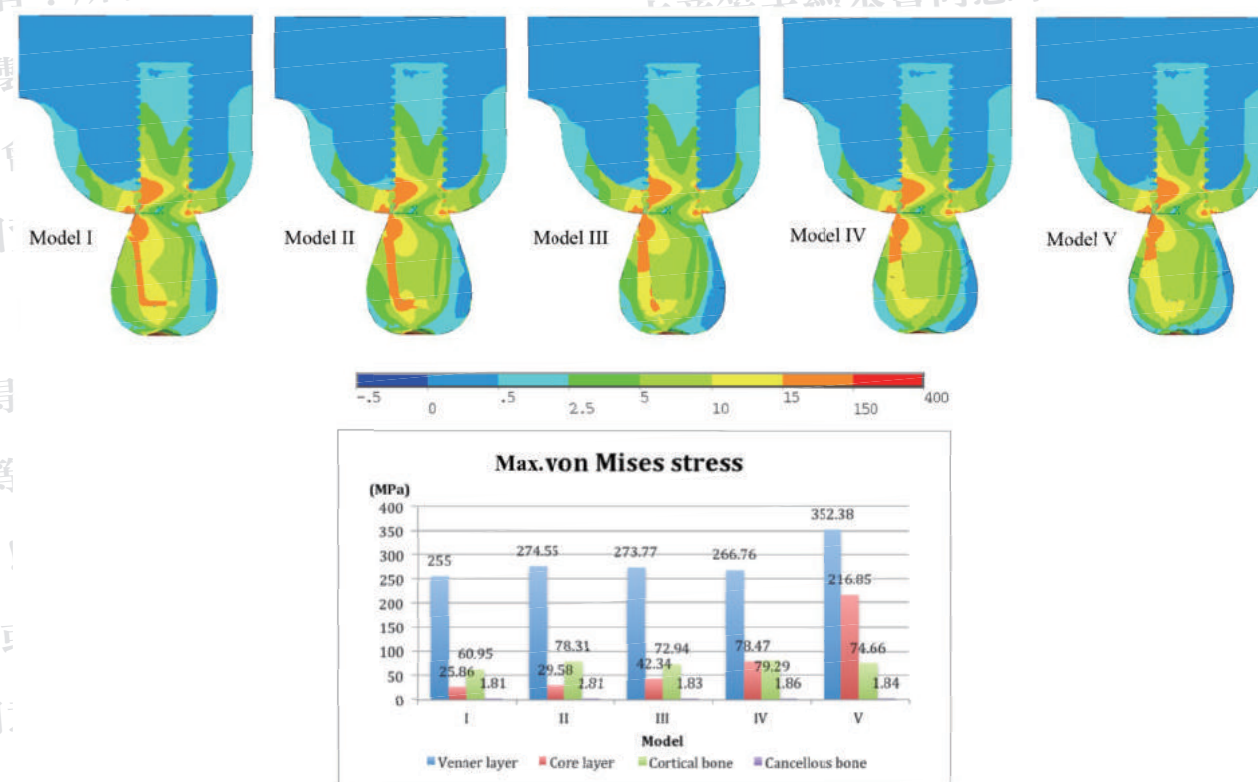 Model I
Model II
Model III
Model IV
Model V
-.5 0 .5 2.5 5 10 15 150 400
Max.von Mises stress
(MPa)
400
350
300
250
200
150
100
50
0
255 25.86 60.95 1.81
274.55 29.58 78.31 1.81
273.77 42.34 72.94 1.83
266.76 78.47 79.29 1.86
352.38 216.85 74.66 1.84
I II III IV V
Model
Venner layer Core layer Cortical bone Cancellous bone